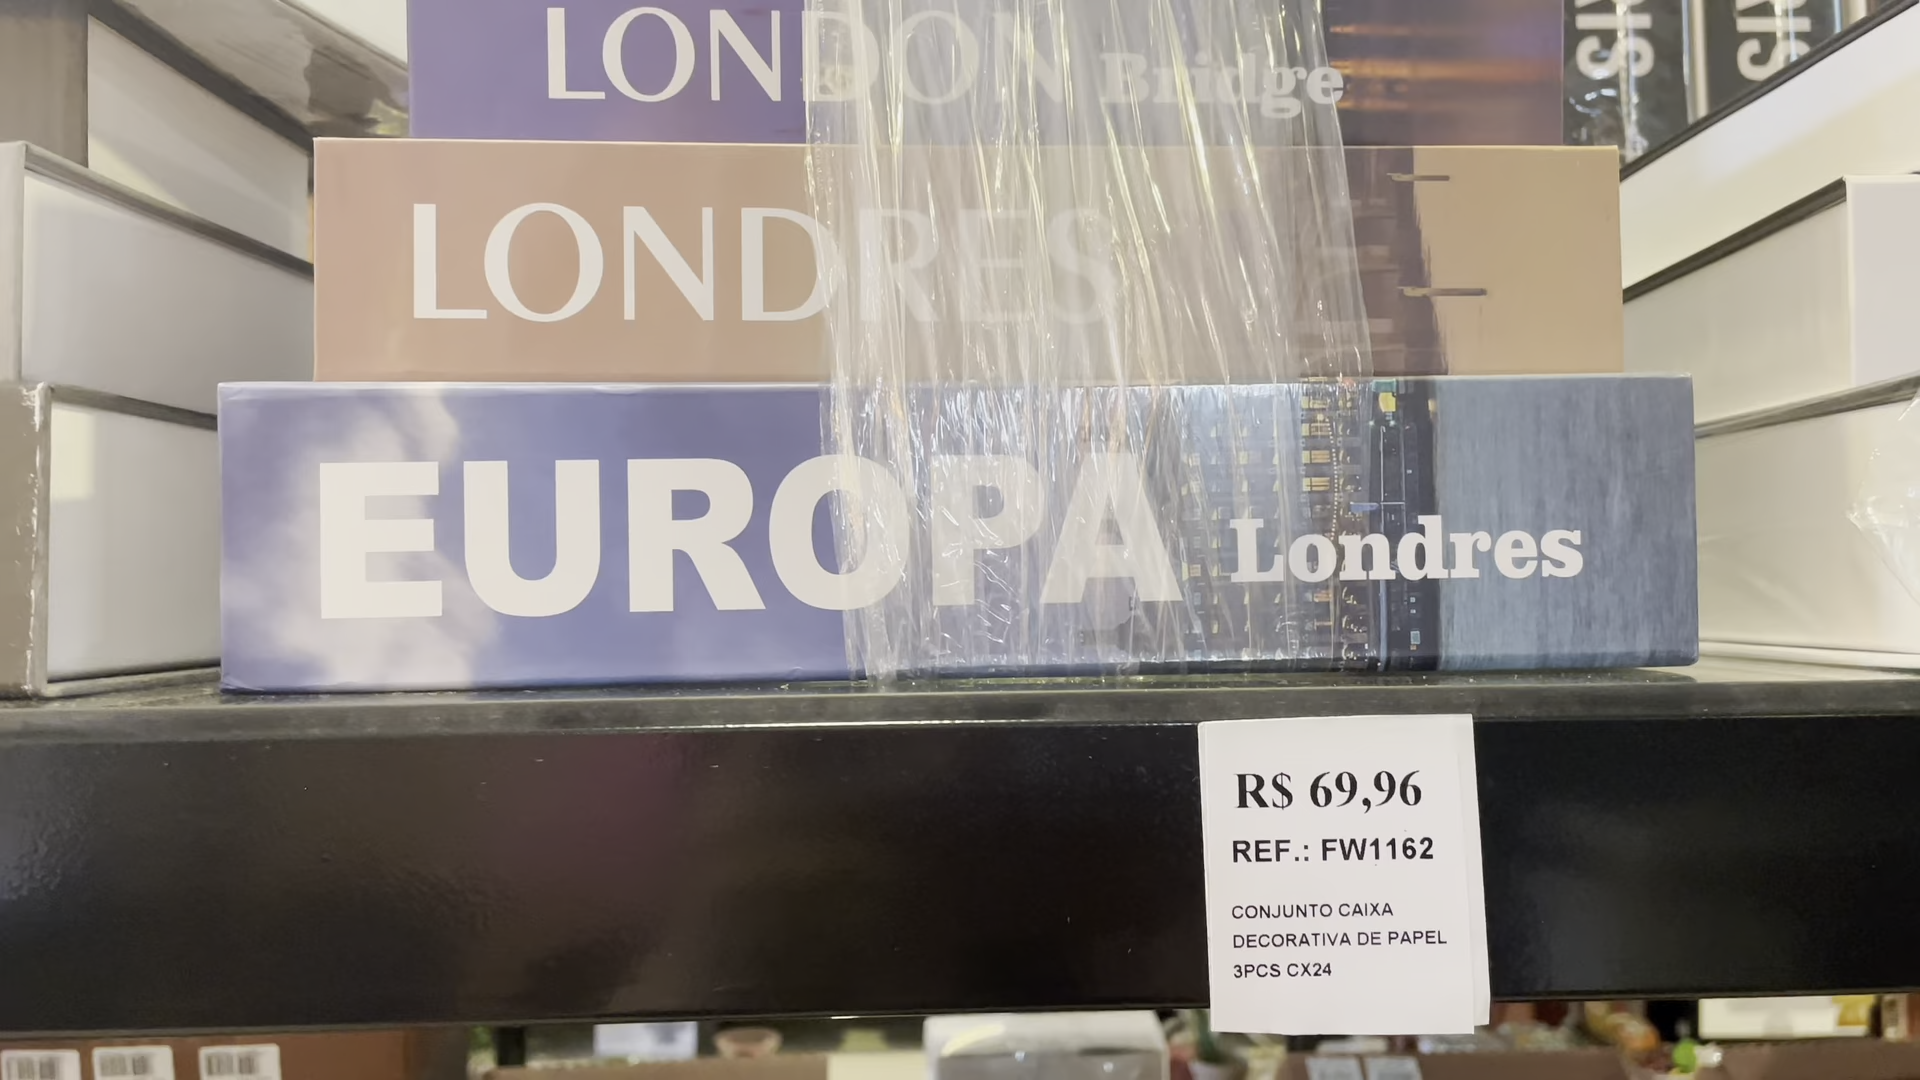 LONDON Bridge
LONDRES
EUROPA Londres
R$ 69,96
REF.: FW1162
CONJUNTO CAIXA
DECORATIVA DE PAPEL
3PCS CX24